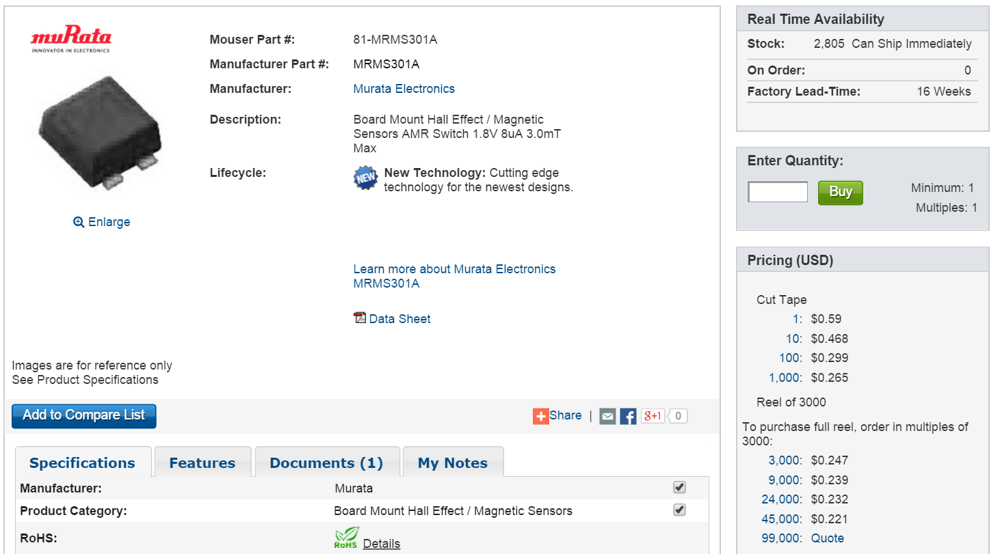 muRata
INNOVATOR IN ELECTRONICS
Enlarge
Images are for reference only
See Product Specifications
Mouser Part #: 81-MRMS301A
Manufacturer Part #: MRMS301A
Manufacturer: Murata Electronics
Description: Board Mount Hall Effect / Magnetic
Sensors AMR Switch 1.8V 8uA 3.0mT
Max
Lifecycle: NEW New Technology: Cutting edge
technology for the newest designs.
Learn more about Murata Electronics
MRMS301A
Data Sheet
Add to Compare List
Share | g+1 0
Specifications Features Documents (1) My Notes
Manufacturer: Murata
Product Category: Board Mount Hall Effect / Magnetic Sensors
RoHS: RoHS Details
Real Time Availability
Stock: 2,805 Can Ship Immediately
On Order: 0
Factory Lead-Time: 16 Weeks
Enter Quantity:
Buy Minimum: 1
Multiples: 1
Pricing (USD)
Cut Tape
1: $0.59
10: $0.468
100: $0.299
1,000: $0.265
Reel of 3000
To purchase full reel, order in multiples of
3000:
3,000: $0.247
9,000: $0.239
24,000: $0.232
45,000: $0.221
99,000: Quote